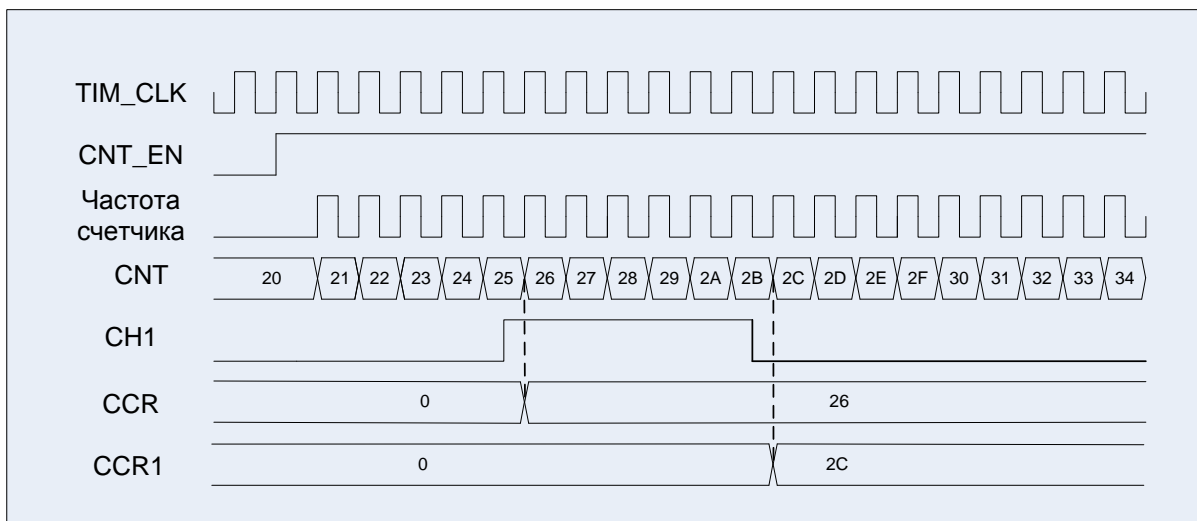 TIM_CLK
CNT_EN
Частота
счетчика
CNT 20 21 22 23 24 25 26 27 28 29 2A 2B 2C 2D 2E 2F 30 31 32 33 34
CH1
CCR 0 26
CCR1 0 2C